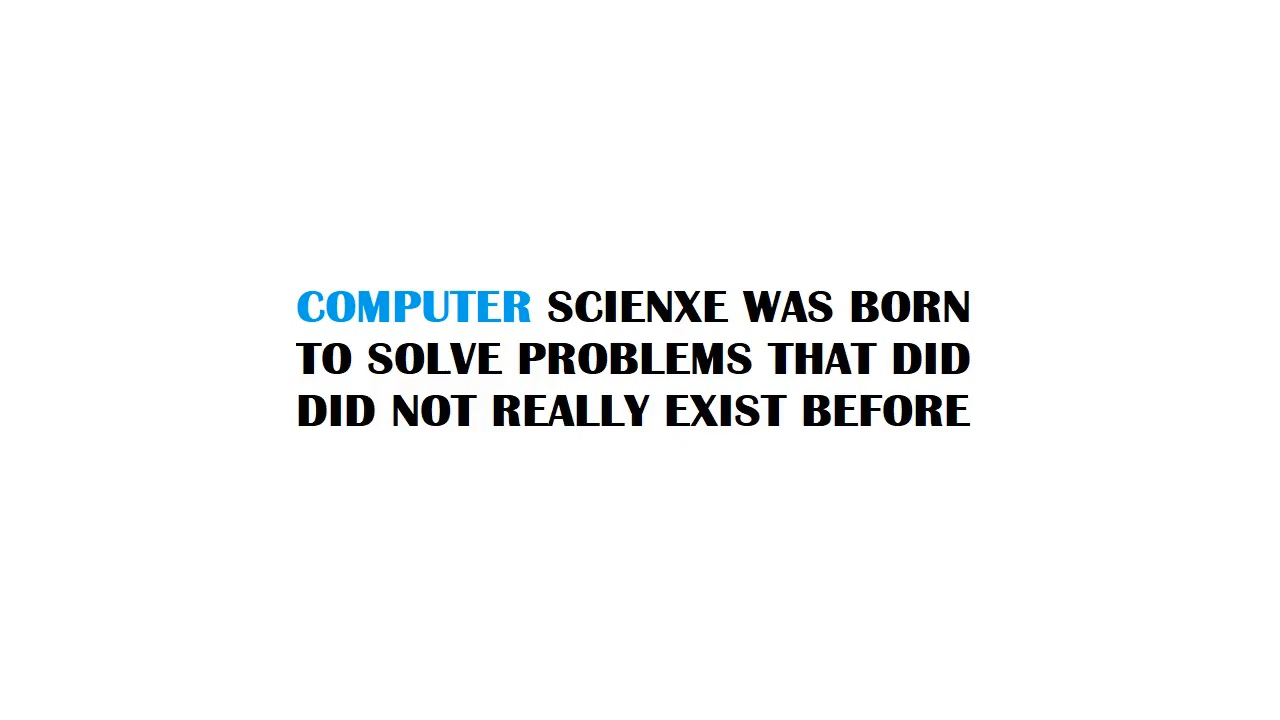 COMPUTER SCIENXE WAS BORN
TO SOLVE PROBLEMS THAT DID
DID NOT REALLY EXIST BEFORE